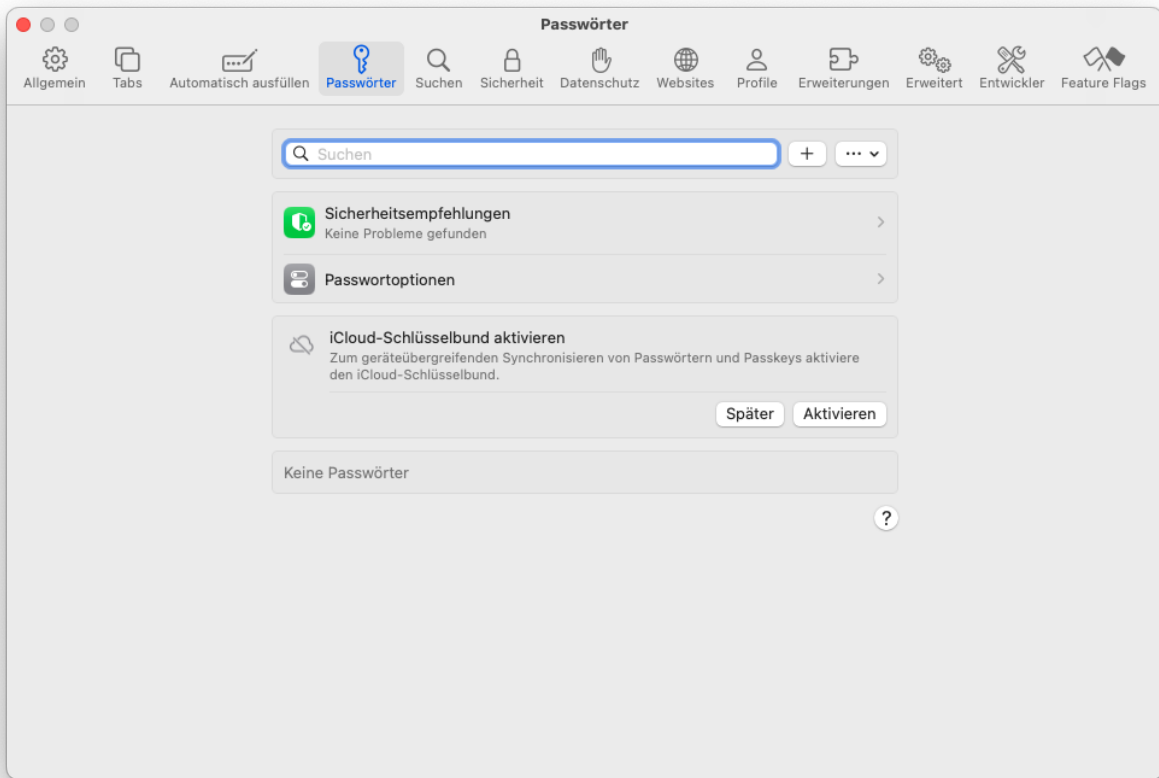 Passwörter
Allgemein
Tabs
Automatisch ausfüllen
Passwörter
Suchen
Sicherheit
Datenschutz
Websites
Profile
Erweiterungen
Erweitert
Entwickler
Feature Flags
Suchen
Sicherheitsempfehlungen
Keine Probleme gefunden
Passwortoptionen
iCloud-Schlüsselbund aktivieren
Zum geräteübergreifenden Synchronisieren von Passwörtern und Passkeys aktiviere
den iCloud-Schlüsselbund.
Später
Aktivieren
Keine Passwörter
?